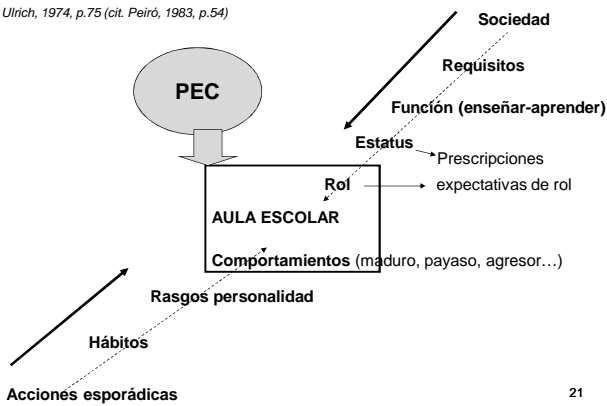 Ulrich, 1974, p.75 (cit. Peiró, 1983, p.54)
Sociedad
Requisitos
PEC
Función (enseñar-aprender)
Estatus
Prescripciones
Rol
expectativas de rol
AULA ESCOLAR
Comportamientos (maduro, payaso, agresor…)
Rasgos personalidad
Hábitos
Acciones esporádicas
21